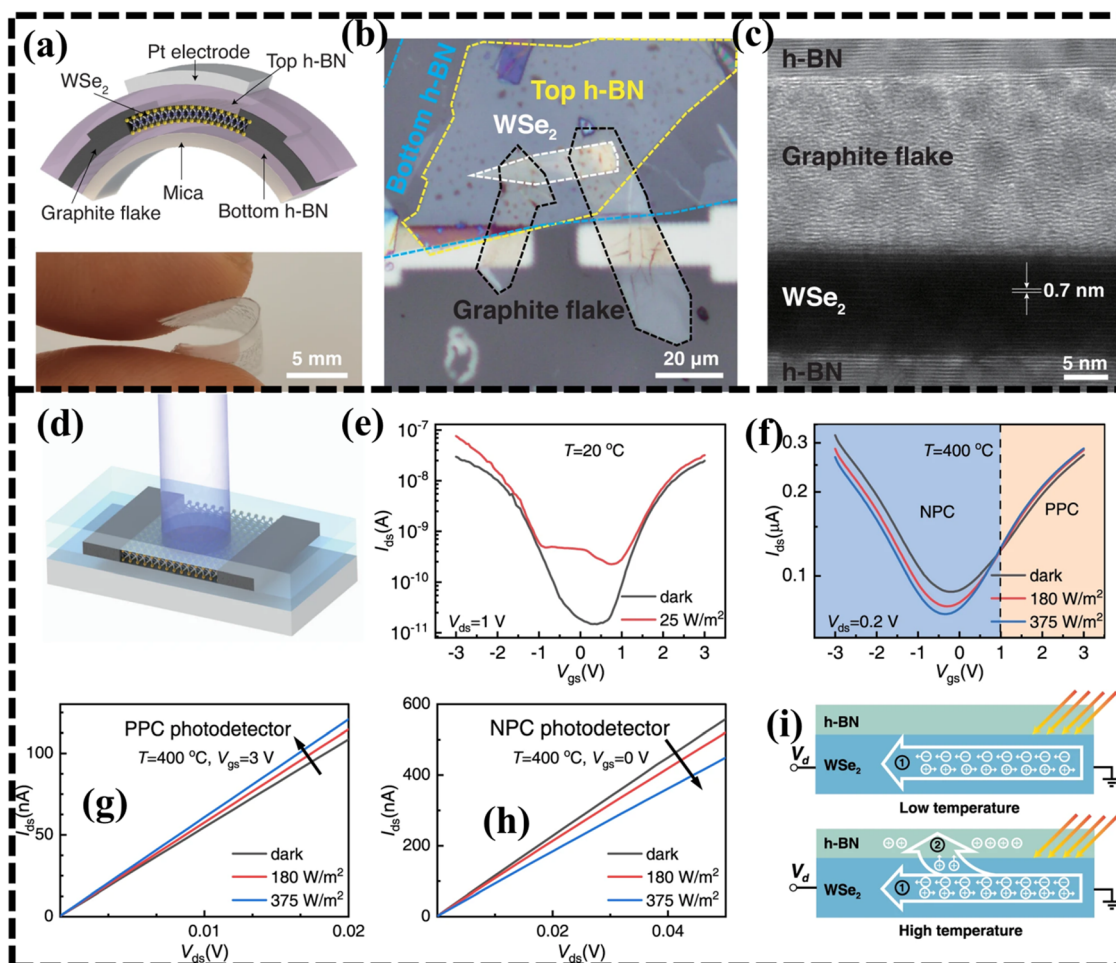 (a)
Pt electrode
WSe2
Top h-BN
Graphite flake
Mica
Bottom h-BN
5 mm
(b)
Bottom h-BN
Top h-BN
WSe2
Graphite flake
20 µm
(c)
h-BN
Graphite flake
WSe2
0.7 nm
h-BN
5 nm
(d)
(e)
10-7
10-8
10-9
10-10
10-11
Ids(A)
T=20 °C
dark
25 W/m2
Vds=1 V
-3 -2 -1 0 1 2 3
Vgs(V)
(f)
0.3
0.2
0.1
Ids(µA)
T=400 °C
NPC
PPC
dark
180 W/m2
375 W/m2
Vds=0.2 V
-3 -2 -1 0 1 2 3
Vgs(V)
(g)
100
75
50
25
0
Ids(nA)
PPC photodetector
T=400 °C, Vgs=3 V
dark
180 W/m2
375 W/m2
0.01 0.02
Vds(V)
(h)
600
500
400
300
200
100
0
Ids(nA)
NPC photodetector
T=400 °C, Vgs=0 V
dark
180 W/m2
375 W/m2
0.02 0.04
Vds(V)
(i)
h-BN
Vd
WSe2
1
Low temperature
h-BN
2
Vd
WSe2
1
High temperature